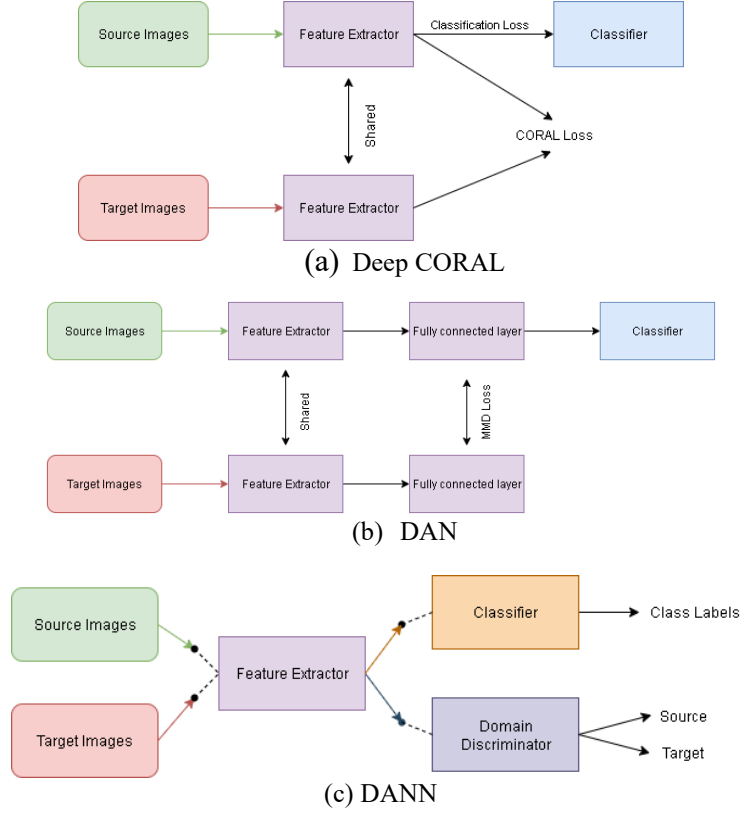 Source Images
Feature Extractor
Classification Loss
Classifier
Shared
CORAL Loss
Target Images
Feature Extractor
(a) Deep CORAL
Source Images
Feature Extractor
Fully connected layer
Classifier
Shared
MMD Loss
Target Images
Feature Extractor
Fully connected layer
(b) DAN
Source Images
Feature Extractor
Classifier
Class Labels
Target Images
Domain
Discriminator
Source
Target
(c) DANN